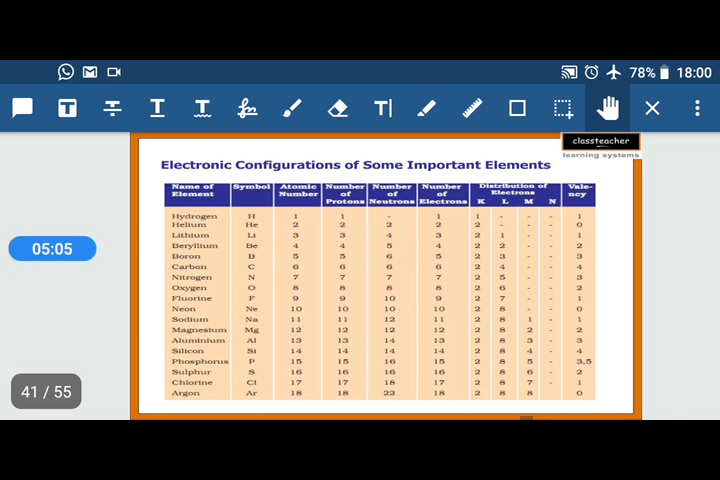 78% 18:00
T T T T|
classteacher
learning systems
Electronic Configurations of Some Important Elements
Name of Element Symbol Atomic Number Number of Protons Number of Neutrons Number of Electrons Distribution of Electrons K L M N Vale-ncy
Hydrogen H 1 1 - 1 1 - - - 1
Helium He 2 2 2 2 2 - - - 0
Lithium Li 3 3 4 3 2 1 - - 1
Beryllium Be 4 4 5 4 2 2 - - 2
Boron B 5 5 6 5 2 3 - - 3
Carbon C 6 6 6 6 2 4 - - 4
Nitrogen N 7 7 7 7 2 5 - - 3
Oxygen O 8 8 8 8 2 6 - - 2
Fluorine F 9 9 10 9 2 7 - - 1
Neon Ne 10 10 10 10 2 8 - - 0
Sodium Na 11 11 12 11 2 8 1 - 1
Magnesium Mg 12 12 12 12 2 8 2 - 2
Aluminium Al 13 13 14 13 2 8 3 - 3
Silicon Si 14 14 14 14 2 8 4 - 4
Phosphorus P 15 15 16 15 2 8 5 - 3,5
Sulphur S 16 16 16 16 2 8 6 - 2
Chlorine Cl 17 17 18 17 2 8 7 - 1
Argon Ar 18 18 22 18 2 8 8 0
05:05
41 / 55